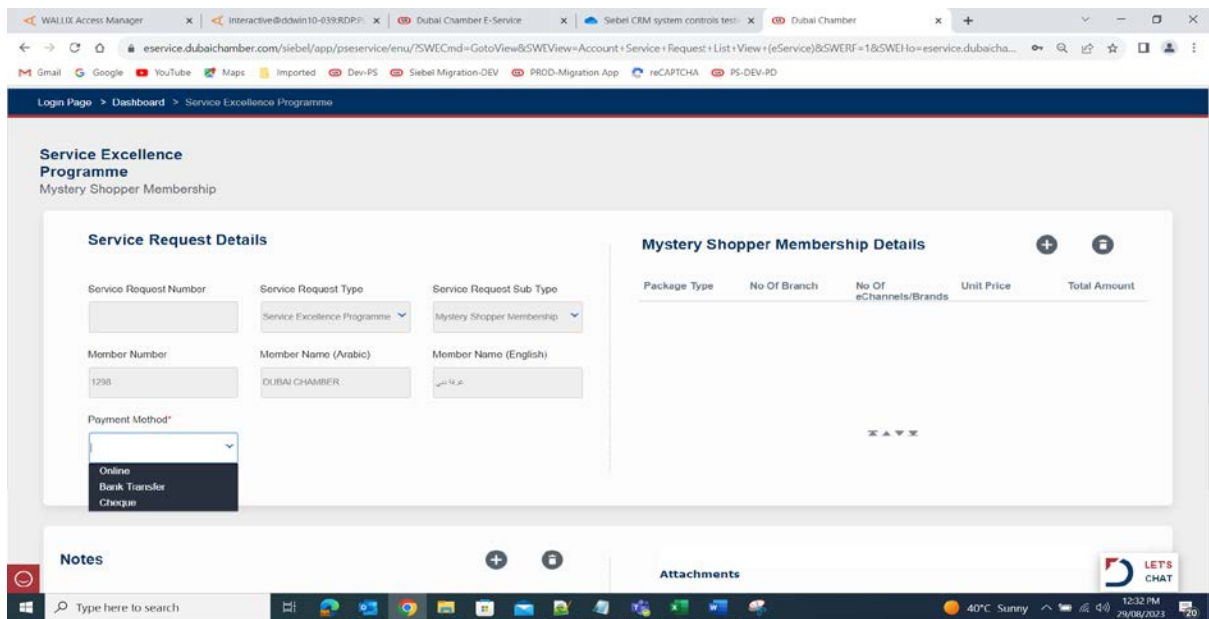 WALLIX Access Manager
Interactive@ddwin10-039:RDP:
Dubai Chamber E-Service
Siebel CRM system controls test
Dubai Chamber
eservice.dubaichamber.com/siebel/app/pseservice/enu/?SWECmd=GotoView&SWEView=Account+Service+Request+List+View+(eService)&SWERF=1&SWEHo=eservice.dubaicha...
Gmail Google YouTube Maps Imported Dev-PS Siebel Migration-DEV PROD-Migration App reCAPTCHA PS-DEV-PD
Login Page > Dashboard > Service Excellence Programme
Service Excellence
Programme
Mystery Shopper Membership
Service Request Details
Service Request Number Service Request Type Service Request Sub Type
Service Excellence Programme Mystery Shopper Membership
Member Number Member Name (Arabic) Member Name (English)
1298 DUBAI CHAMBER غرفة دبي
Payment Method*
Online
Bank Transfer
Cheque
Mystery Shopper Membership Details
Package Type No Of Branch No Of eChannels/Brands Unit Price Total Amount
Notes
Attachments
LET'S
CHAT
Type here to search
40°C Sunny
12:32 PM
29/08/2023
20